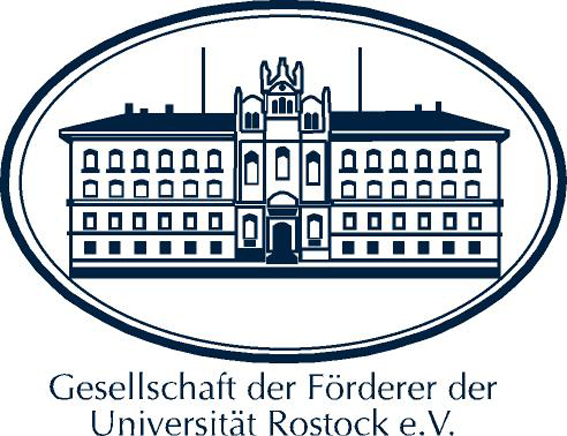 Gesellschaft der Förderer der
Universität Rostock e.V.